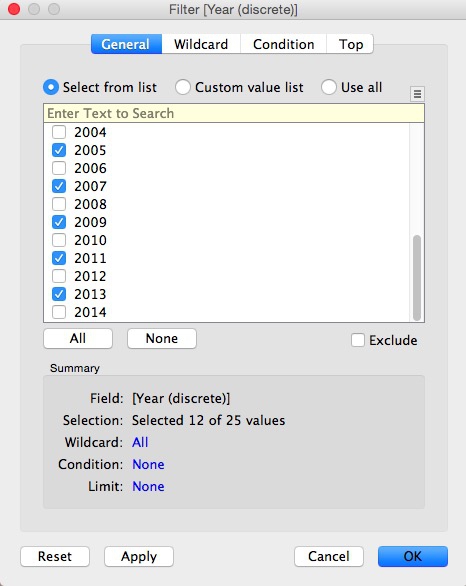 Filter [Year (discrete)]
General Wildcard Condition Top
Select from list Custom value list Use all
Enter Text to Search
2004
2005
2006
2007
2008
2009
2010
2011
2012
2013
2014
All None Exclude
Summary
Field: [Year (discrete)]
Selection: Selected 12 of 25 values
Wildcard: All
Condition: None
Limit: None
Reset Apply Cancel OK